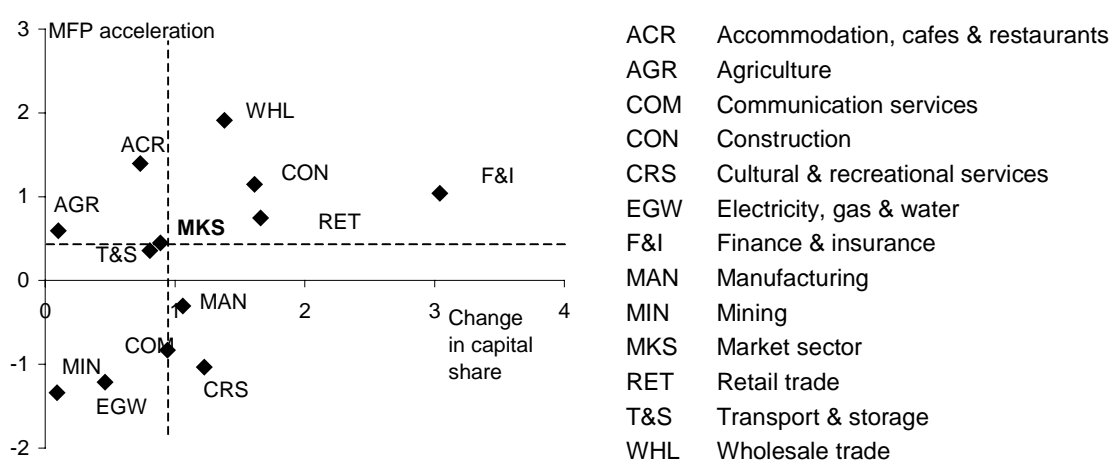 3
MFP acceleration
2
WHL
ACR
CON
F&I
1
AGR
RET
MKS
T&S
0
0
1
2
3
4
MAN
Change
in capital
share
COM
-1
MIN
CRS
EGW
-2
ACR Accommodation, cafes & restaurants
AGR Agriculture
COM Communication services
CON Construction
CRS Cultural & recreational services
EGW Electricity, gas & water
F&I Finance & insurance
MAN Manufacturing
MIN Mining
MKS Market sector
RET Retail trade
T&S Transport & storage
WHL Wholesale trade